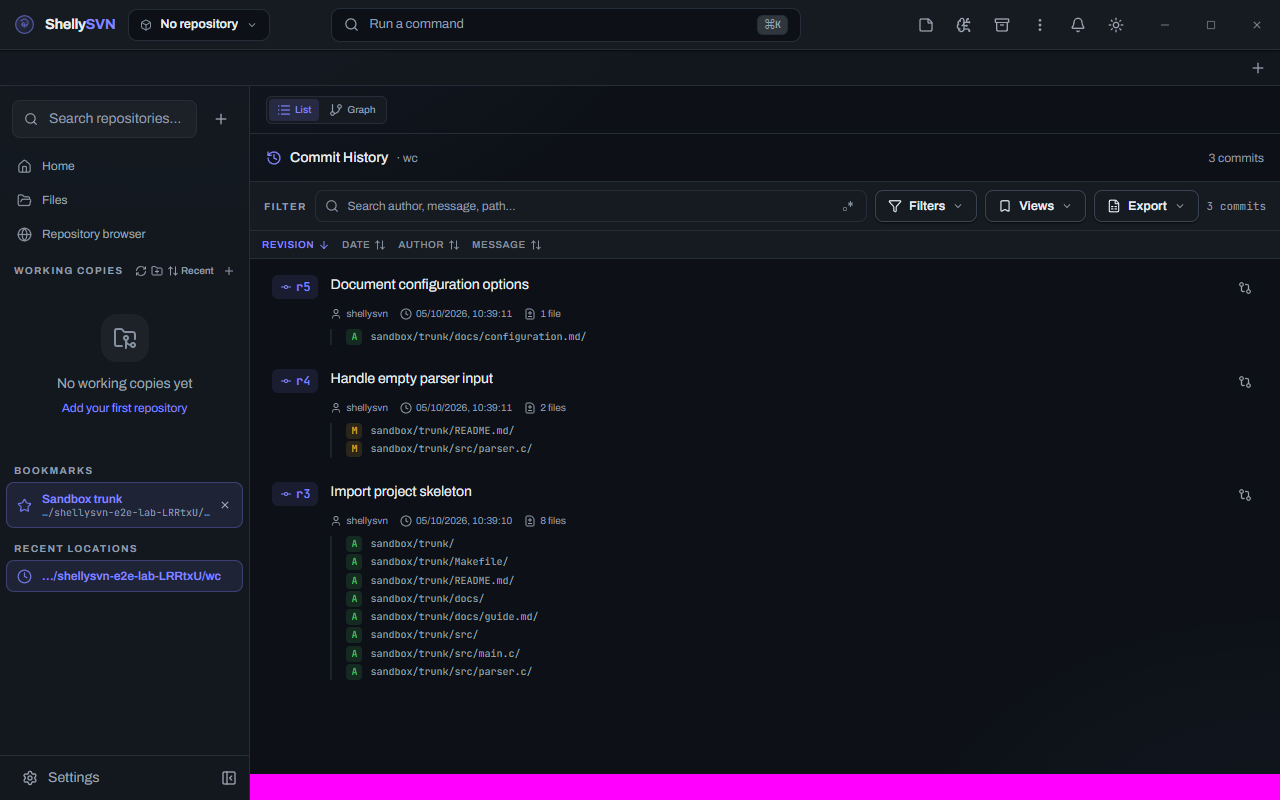 ShellySVN
No repository
Run a command
⌘K
Search repositories...
Home
Files
Repository browser
WORKING COPIES
Recent
No working copies yet
Add your first repository
BOOKMARKS
Sandbox trunk
…/shellysvn-e2e-lab-LRRtxU/…
RECENT LOCATIONS
.../shellysvn-e2e-lab-LRRtxU/wc
Settings
List
Graph
Commit History · wc
3 commits
FILTER
Search author, message, path...
.*
Filters
Views
Export
3 commits
REVISION
DATE
AUTHOR
MESSAGE
r5
Document configuration options
shellysvn 05/10/2026, 10:39:11 1 file
A sandbox/trunk/docs/configuration.md/
r4
Handle empty parser input
shellysvn 05/10/2026, 10:39:11 2 files
M sandbox/trunk/README.md/
M sandbox/trunk/src/parser.c/
r3
Import project skeleton
shellysvn 05/10/2026, 10:39:10 8 files
A sandbox/trunk/
A sandbox/trunk/Makefile/
A sandbox/trunk/README.md/
A sandbox/trunk/docs/
A sandbox/trunk/docs/guide.md/
A sandbox/trunk/src/
A sandbox/trunk/src/main.c/
A sandbox/trunk/src/parser.c/